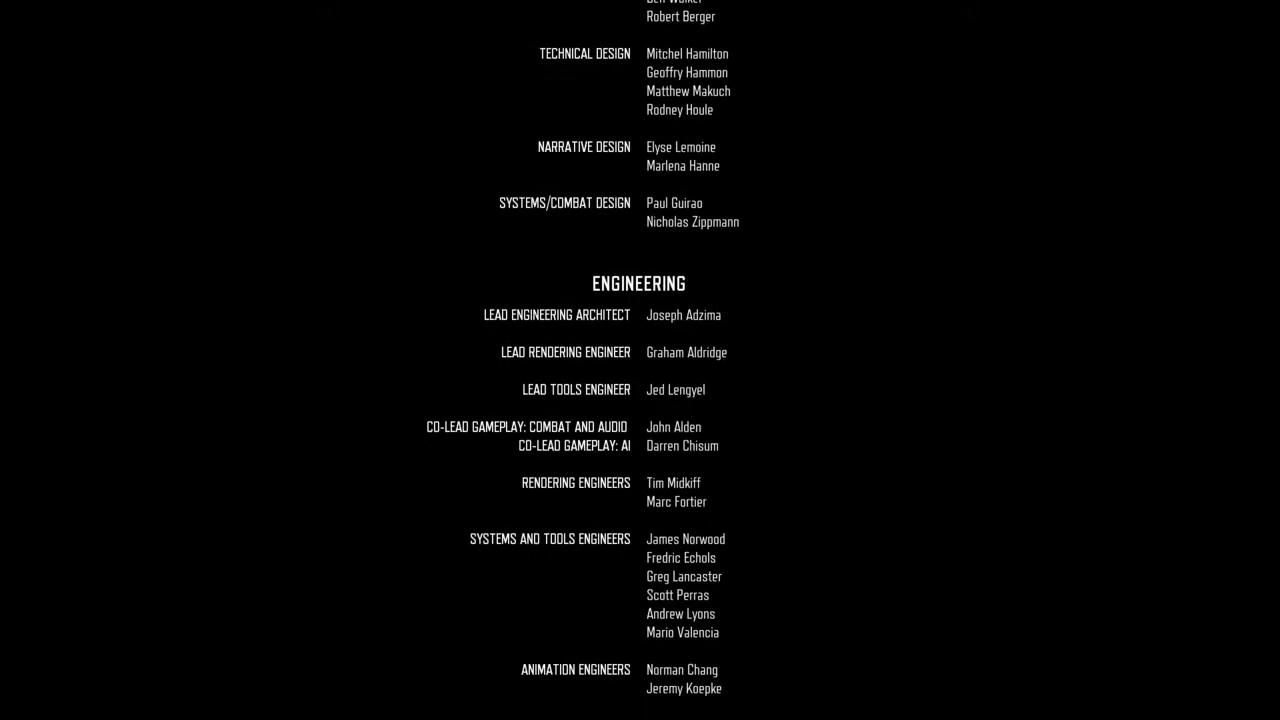 Robert Berger
TECHNICAL DESIGN Mitchel Hamilton
Geoffry Hammon
Matthew Makuch
Rodney Houle
NARRATIVE DESIGN Elyse Lemoine
Marlena Hanne
SYSTEMS/COMBAT DESIGN Paul Guirao
Nicholas Zippmann
ENGINEERING
LEAD ENGINEERING ARCHITECT Joseph Adzima
LEAD RENDERING ENGINEER Graham Aldridge
LEAD TOOLS ENGINEER Jed Lengyel
CO-LEAD GAMEPLAY: COMBAT AND AUDIO John Alden
CO-LEAD GAMEPLAY: AI Darren Chisum
RENDERING ENGINEERS Tim Midkiff
Marc Fortier
SYSTEMS AND TOOLS ENGINEERS James Norwood
Fredric Echols
Greg Lancaster
Scott Perras
Andrew Lyons
Mario Valencia
ANIMATION ENGINEERS Norman Chang
Jeremy Koepke